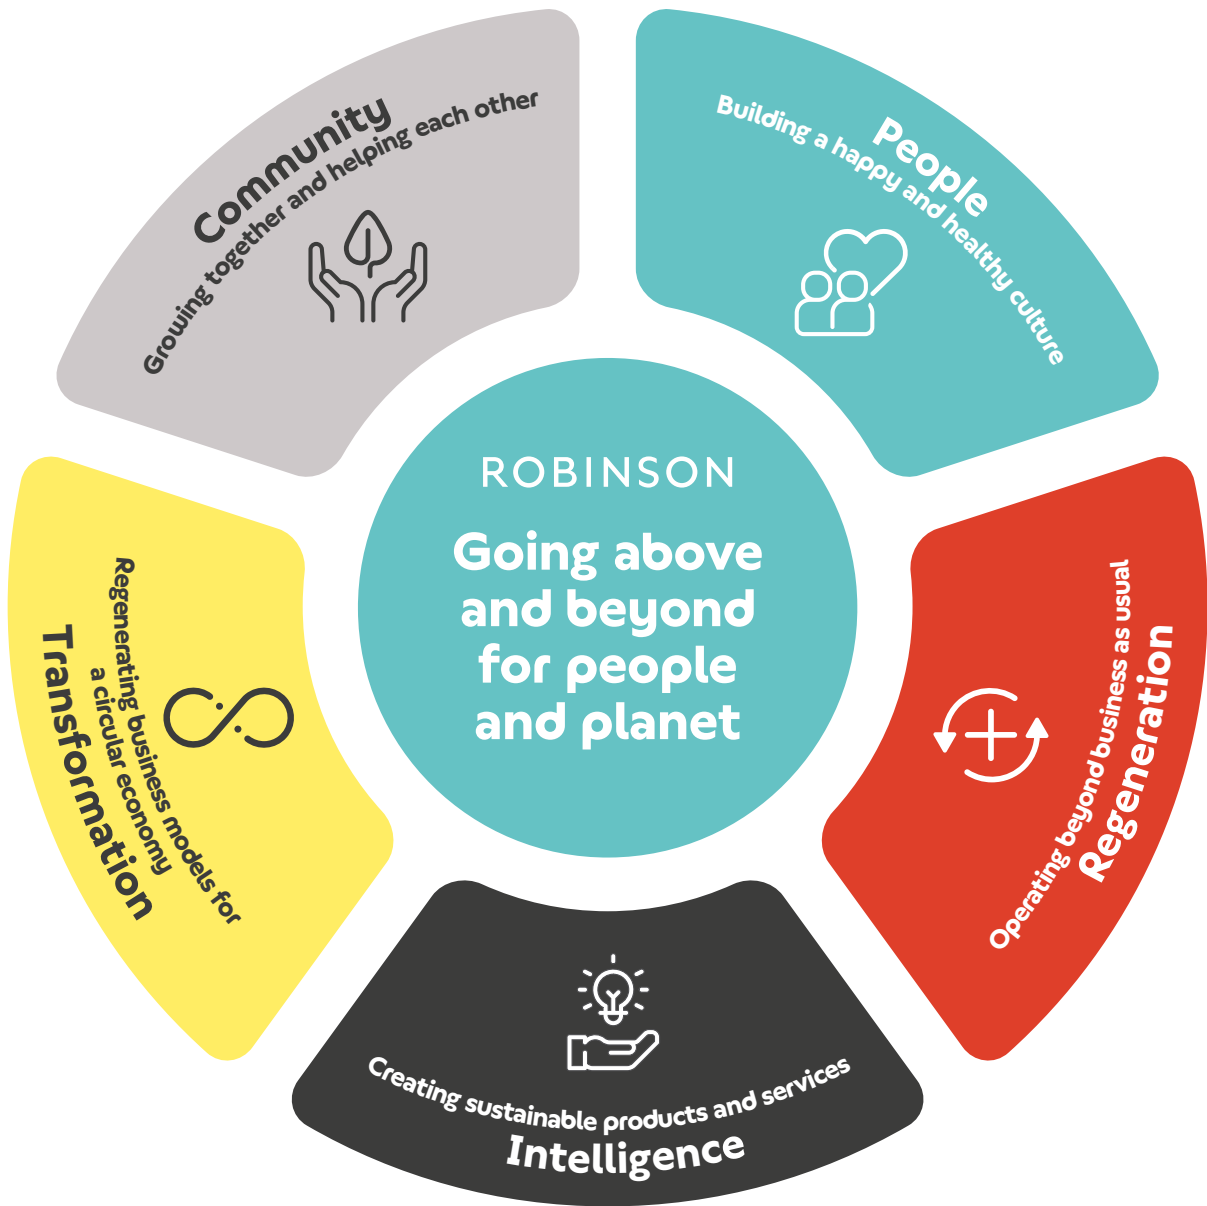 ROBINSON
Going above
and beyond
for people
and planet
People
Building a happy and healthy culture
Regeneration
Operating beyond business as usual
Creating sustainable products and services
Intelligence
Transformation
Regenerating business models for
a circular economy
Community
Growing together and helping each other